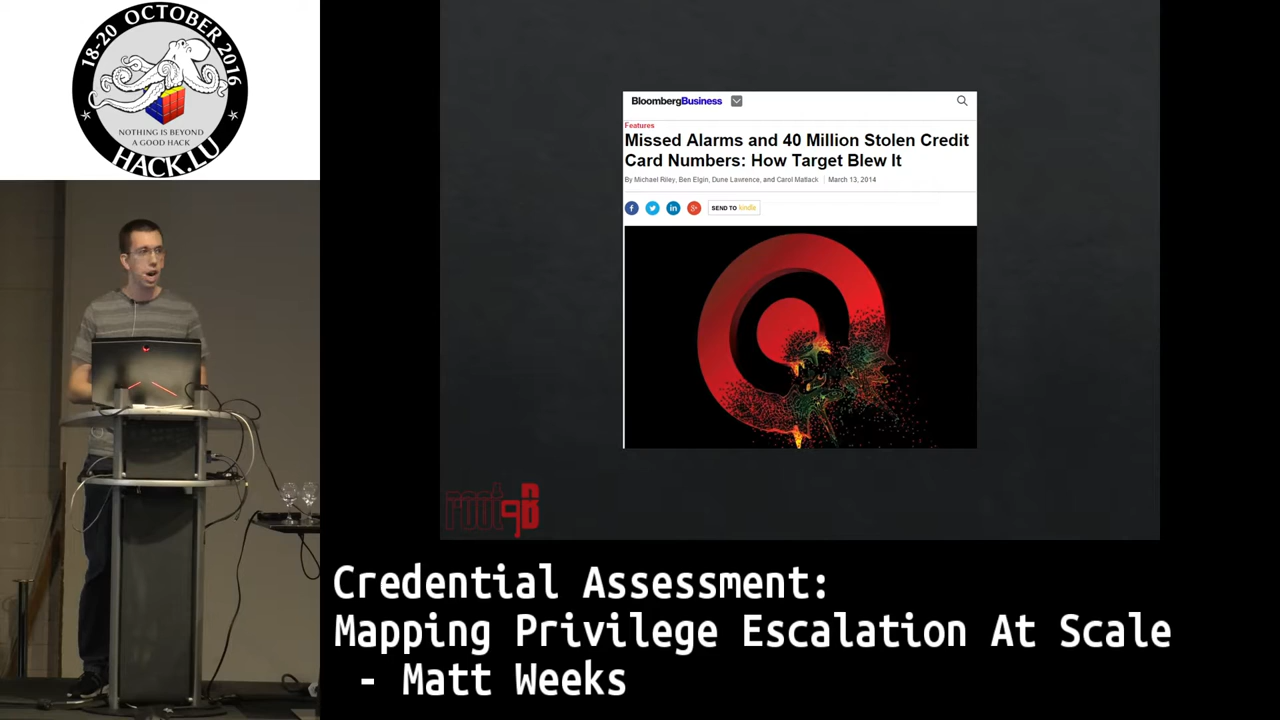 18-20 OCTOBER 2016
NOTHING IS BEYOND
A GOOD HACK
HACK.LU
BloombergBusiness
Features
Missed Alarms and 40 Million Stolen Credit
Card Numbers: How Target Blew It
By Michael Riley, Ben Elgin, Dune Lawrence, and Carol Matlack | March 13, 2014
SEND TO kindle
root9B
Credential Assessment:
Mapping Privilege Escalation At Scale
- Matt Weeks